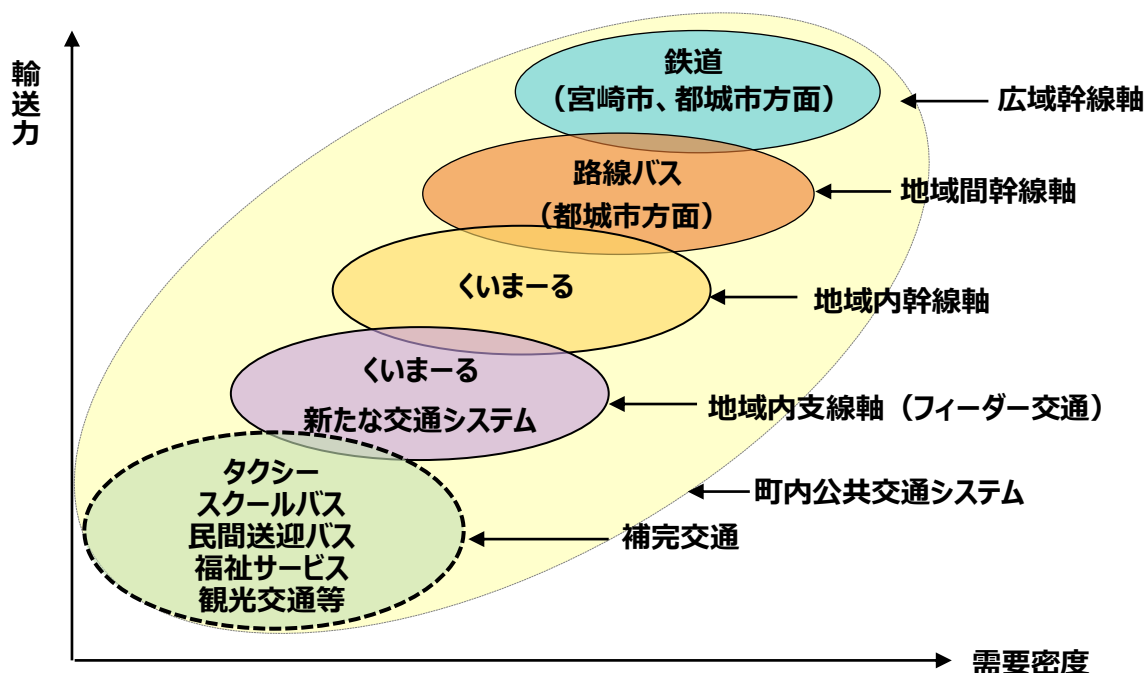 輸送力
鉄道
（宮崎市、都城市方面）
広域幹線軸
路線バス
（都城市方面）
地域間幹線軸
くいまーる
地域内幹線軸
くいまーる
新たな交通システム
地域内支線軸（フィーダー交通）
タクシー
スクールバス
民間送迎バス
福祉サービス
観光交通等
町内公共交通システム
補完交通
需要密度